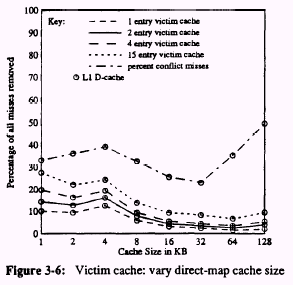 100
90
80
70
60
50
40
30
20
10
0
Percentage of all misses removed
Key:
1 entry victim cache
2 entry victim cache
4 entry victim cache
15 entry victim cache
percent conflict misses
L1 D-cache
1 2 4 8 16 32 64 128
Cache Size in KB
Figure 3-6: Victim cache: vary direct-map cache size